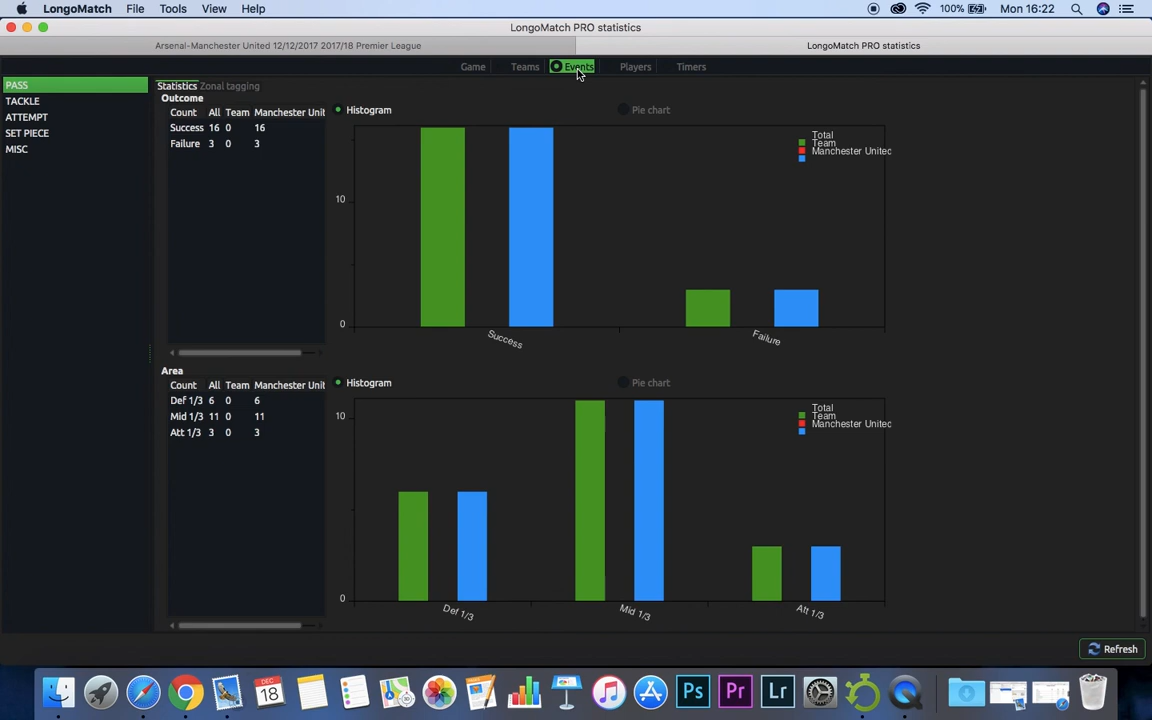 LongoMatch File Tools View Help 100% Mon 16:22
LongoMatch PRO statistics
Arsenal-Manchester United 12/12/2017 2017/18 Premier League LongoMatch PRO statistics
Game Teams Events Players Timers
PASS
TACKLE
ATTEMPT
SET PIECE
MISC
Statistics Zonal tagging
Outcome
Count All Team Manchester Unit
Success 16 0 16
Failure 3 0 3
Histogram Pie chart
Total
Team
Manchester United
10
0
Success Failure
Area
Count All Team Manchester Unit
Def 1/3 6 0 6
Mid 1/3 11 0 11
Att 1/3 3 0 3
Histogram Pie chart
Total
Team
Manchester United
10
0
Def 1/3 Mid 1/3 Att 1/3
Refresh
DEC
18
Ps Pr Lr